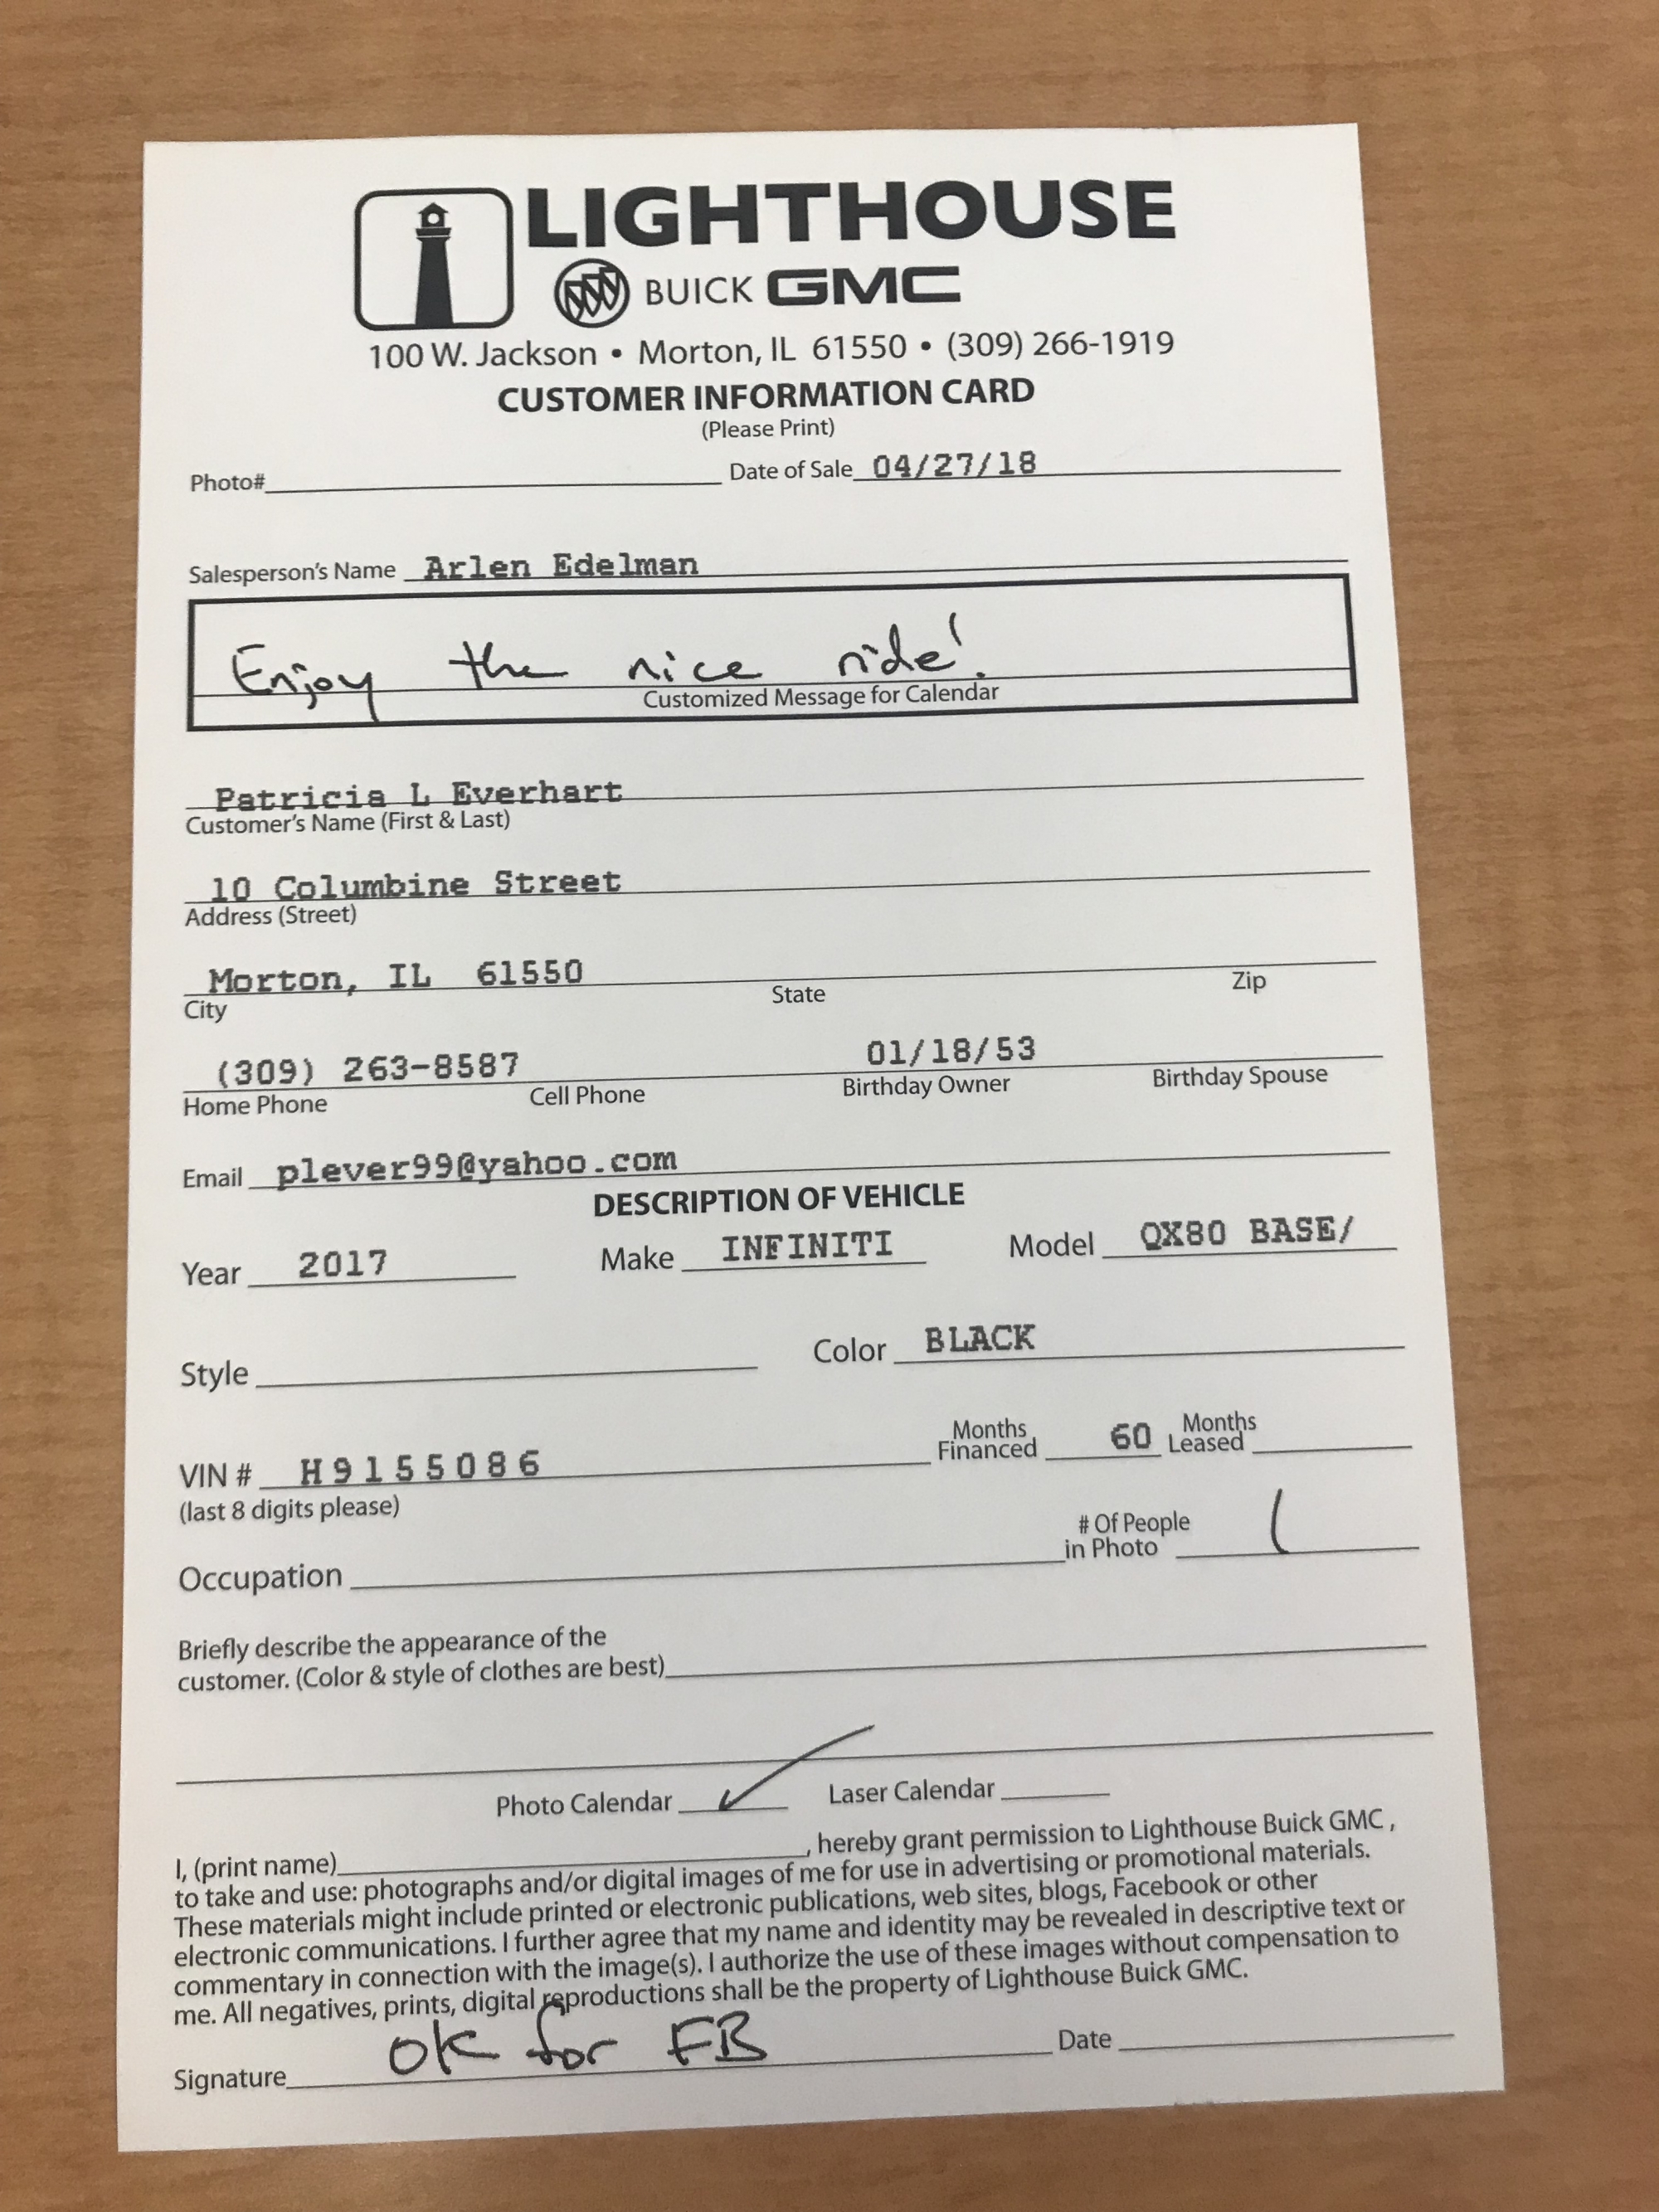 LIGHTHOUSE
BUICK GMC
100 W. Jackson • Morton, IL 61550 • (309) 266-1919
CUSTOMER INFORMATION CARD
(Please Print)
Photo# Date of Sale 04/27/18
Salesperson's Name Arlen Edelman
Enjoy the nice ride!
Customized Message for Calendar
Patricia L Everhart
Customer's Name (First & Last)
10 Columbine Street
Address (Street)
Morton, IL 61550
City State Zip
(309) 263-8587 01/18/53
Home Phone Cell Phone Birthday Owner Birthday Spouse
Email plever99@yahoo.com
DESCRIPTION OF VEHICLE
Year 2017 Make INFINITI Model QX80 BASE/
Style Color BLACK
VIN # H9155086 Months Financed 60 Months Leased
(last 8 digits please)
Occupation # Of People in Photo 1
Briefly describe the appearance of the
customer. (Color & style of clothes are best)
Photo Calendar ✓ Laser Calendar
I, (print name) , hereby grant permission to Lighthouse Buick GMC ,
to take and use: photographs and/or digital images of me for use in advertising or promotional materials.
These materials might include printed or electronic publications, web sites, blogs, Facebook or other
electronic communications. I further agree that my name and identity may be revealed in descriptive text or
commentary in connection with the image(s). I authorize the use of these images without compensation to
me. All negatives, prints, digital reproductions shall be the property of Lighthouse Buick GMC.
Signature OK for FB Date